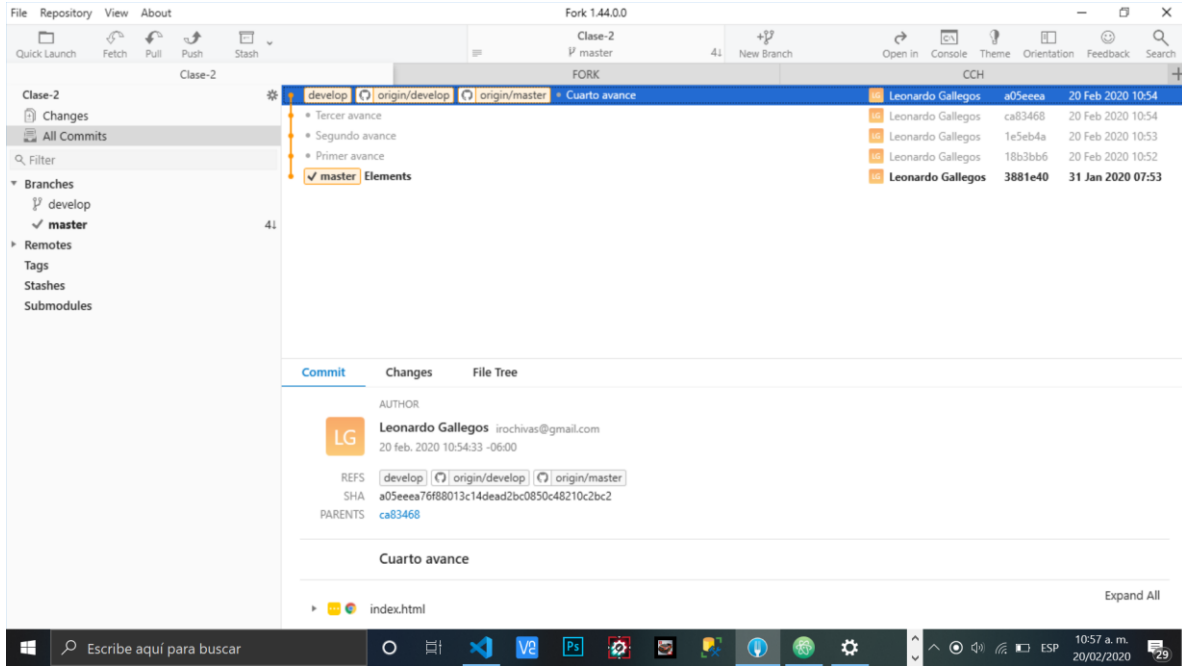 File Repository View About Fork 1.44.0.0
Quick Launch Fetch Pull Push Stash Clase-2 master 4↓ New Branch Open in Console Theme Orientation Feedback Search
Clase-2 FORK CCH
Clase-2
Changes
All Commits
Filter
Branches
develop
master 4↓
Remotes
Tags
Stashes
Submodules
develop origin/develop origin/master Cuarto avance LG Leonardo Gallegos a05eeea 20 Feb 2020 10:54
Tercer avance LG Leonardo Gallegos ca83468 20 Feb 2020 10:54
Segundo avance LG Leonardo Gallegos 1e5eb4a 20 Feb 2020 10:53
Primer avance LG Leonardo Gallegos 18b3bb6 20 Feb 2020 10:52
master Elements LG Leonardo Gallegos 3881e40 31 Jan 2020 07:53
Commit Changes File Tree
AUTHOR
LG Leonardo Gallegos irochivas@gmail.com
20 feb. 2020 10:54:33 -06:00
REFS develop origin/develop origin/master
SHA a05eeea76f88013c14dead2bc0850c48210c2bc2
PARENTS ca83468
Cuarto avance
Expand All
index.html
Escribe aquí para buscar Ps ESP 10:57 a. m.
20/02/2020 29